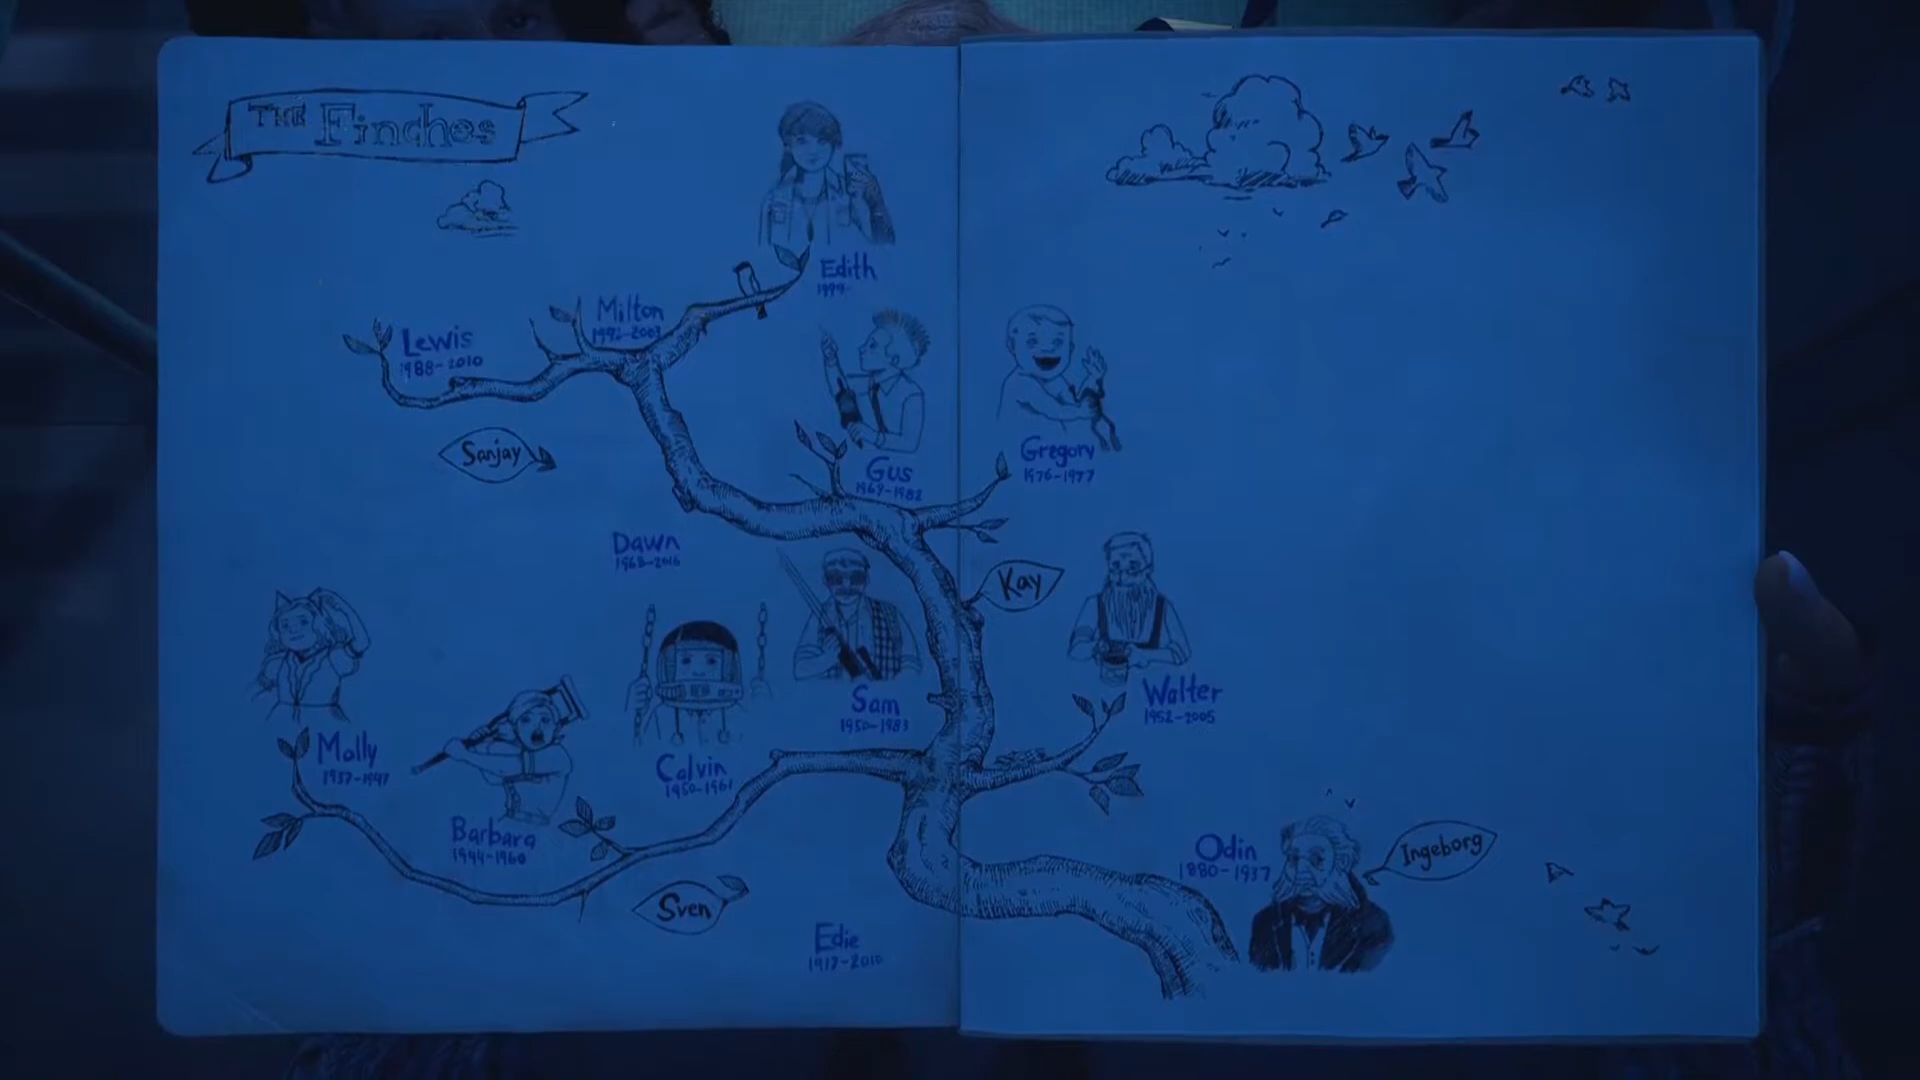 THE Finches
Edith
1999-
Milton
1992-2003
Lewis
1988-2010
Sanjay
Gus
1969-1982
Gregory
1976-1977
Dawn
1968-2016
Kay
Sam
1950-1983
Walter
1952-2005
Molly
1937-1947
Barbara
1944-1960
Calvin
1950-1961
Sven
Odin
1880-1937
Ingeborg
Edie
1917-2010